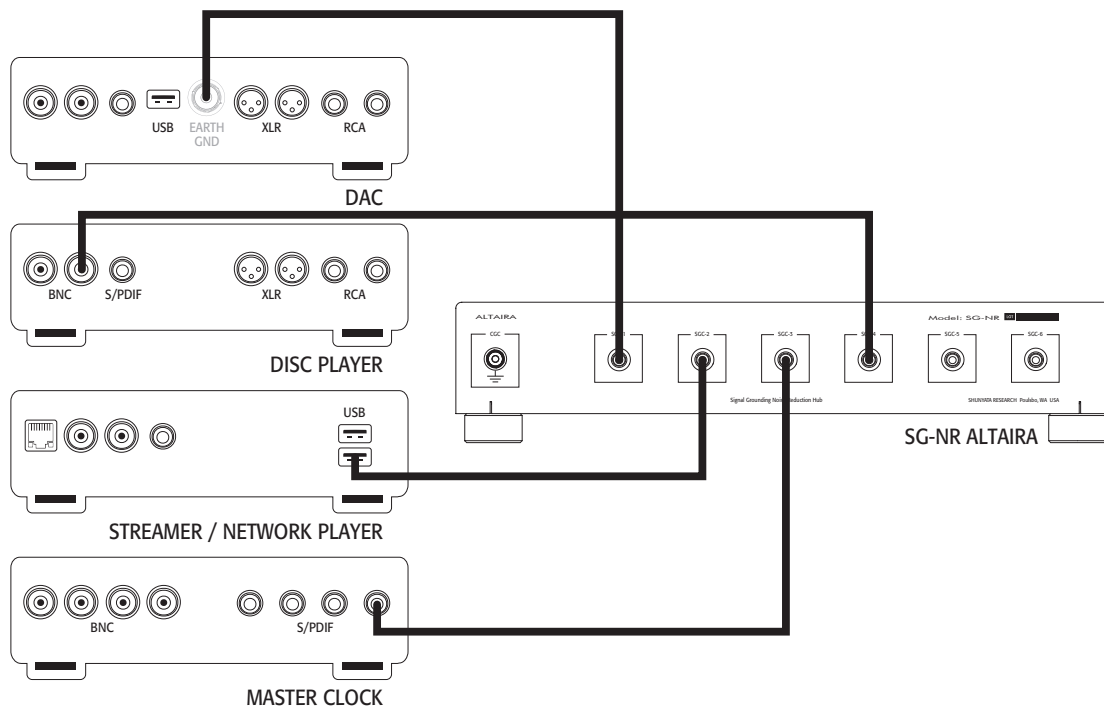 USB
EARTH
GND
XLR
RCA
DAC
BNC
S/PDIF
XLR
RCA
DISC PLAYER
ALTAIRA
Model: SG-NR
CGC
SGC-2
SGC-3
SGC-5
SGC-6
Signal Grounding Noise Reduction Hub
SHUNYATA RESEARCH Poulsbo, WA USA
SG-NR ALTAIRA
USB
STREAMER / NETWORK PLAYER
BNC
S/PDIF
MASTER CLOCK